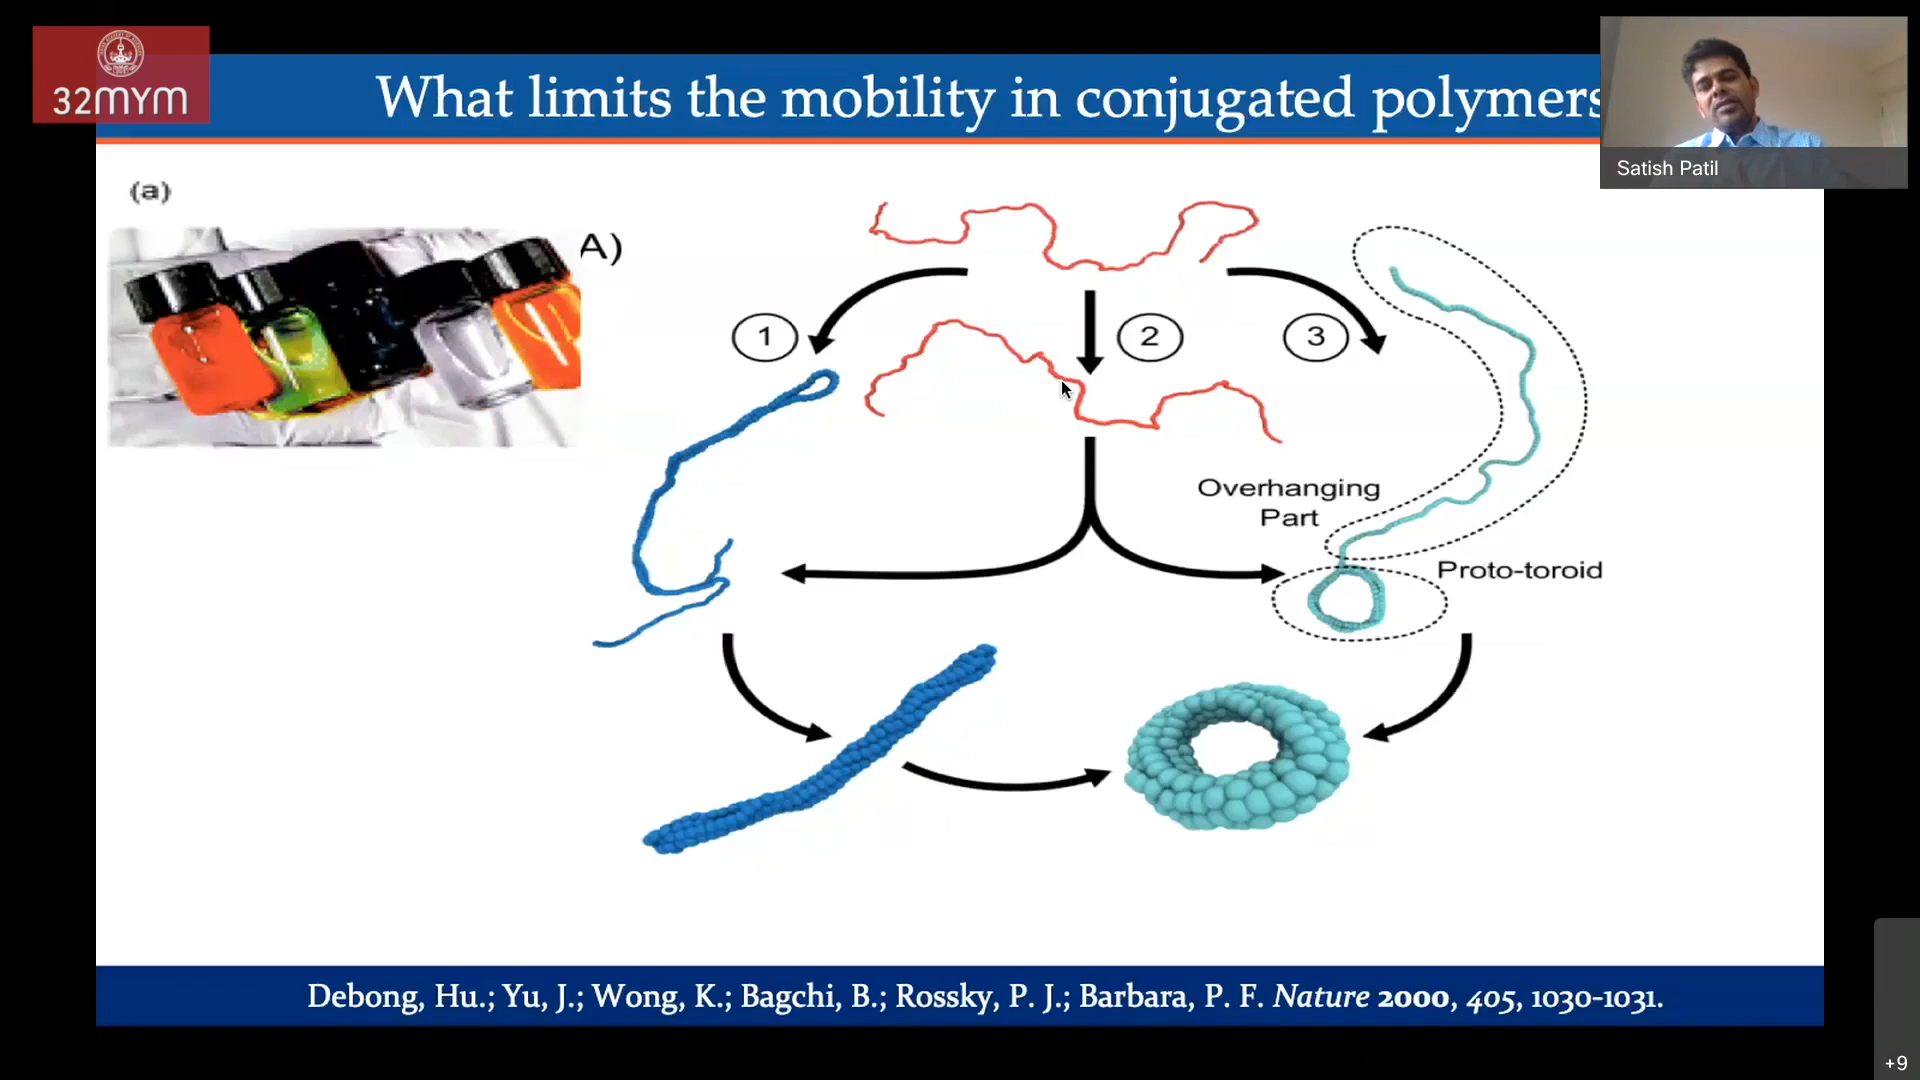 32MYM
What limits the mobility in conjugated polymers
Satish Patil
(a)
A)
1
2
3
Overhanging
Part
Proto-toroid
Debong, Hu.; Yu, J.; Wong, K.; Bagchi, B.; Rossky, P. J.; Barbara, P. F. Nature 2000, 405, 1030-1031.
+9